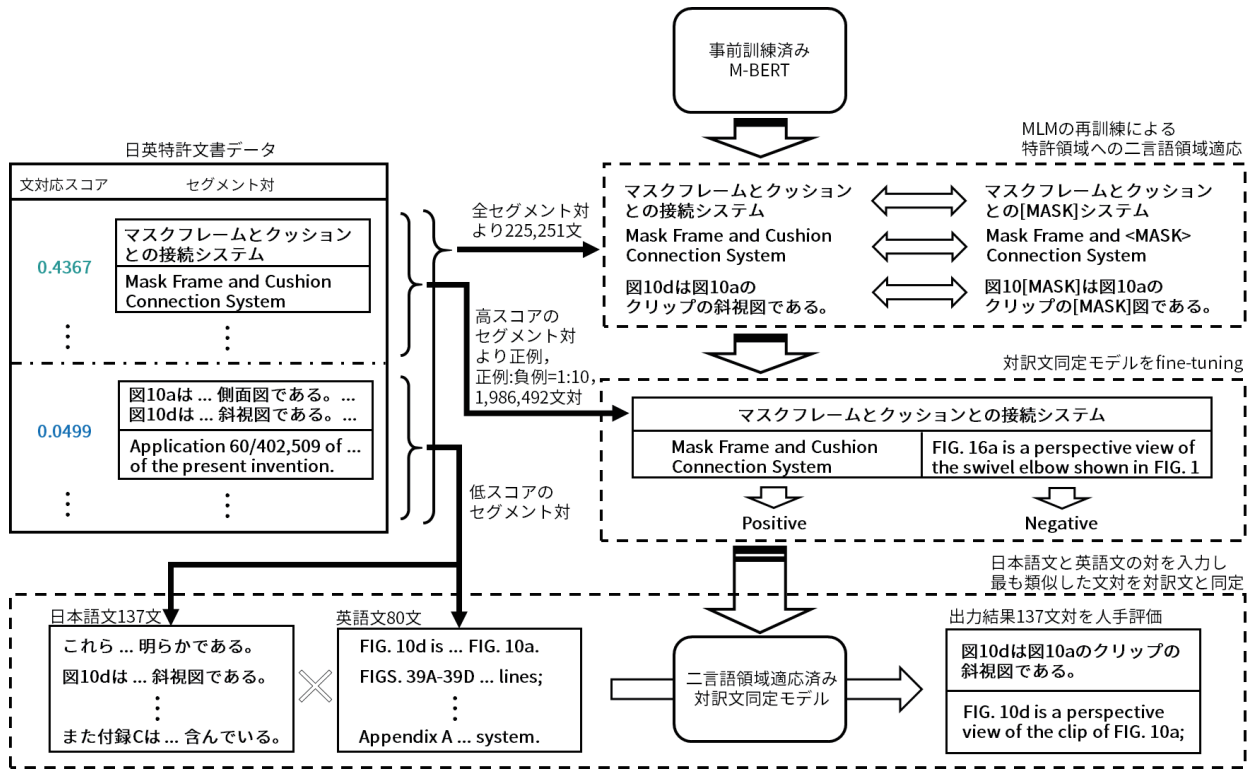 事前訓練済み
M-BERT
MLMの再訓練による
特許領域への二言語領域適応
日英特許文書データ
文対応スコア
セグメント対
0.4367
マスクフレームとクッション
との接続システム
Mask Frame and Cushion
Connection System
0.0499
図10aは ... 側面図である。...
図10dは ... 斜視図である。...
Application 60/402,509 of ...
of the present invention.
全セグメント対
より225,251文
高スコアの
セグメント対
より正例，
正例:負例=1:10，
1,986,492文対
低スコアの
セグメント対
マスクフレームとクッション
との接続システム
Mask Frame and Cushion
Connection System
図10dは図10aの
クリップの斜視図である。
マスクフレームとクッション
との[MASK]システム
Mask Frame and <MASK>
Connection System
図10[MASK]は図10aの
クリップの[MASK]図である。
対訳文同定モデルをfine-tuning
マスクフレームとクッションとの接続システム
Mask Frame and Cushion
Connection System
FIG. 16a is a perspective view of
the swivel elbow shown in FIG. 1
Positive
Negative
日本語文と英語文の対を入力し
最も類似した文対を対訳文と同定
日本語文137文
これら ... 明らかである。
図10dは ... 斜視図である。
また付録Cは ... 含んでいる。
英語文80文
FIG. 10d is ... FIG. 10a.
FIGS. 39A-39D ... lines;
Appendix A ... system.
二言語領域適応済み
対訳文同定モデル
出力結果137文対を人手評価
図10dは図10aのクリップの
斜視図である。
FIG. 10d is a perspective
view of the clip of FIG. 10a;